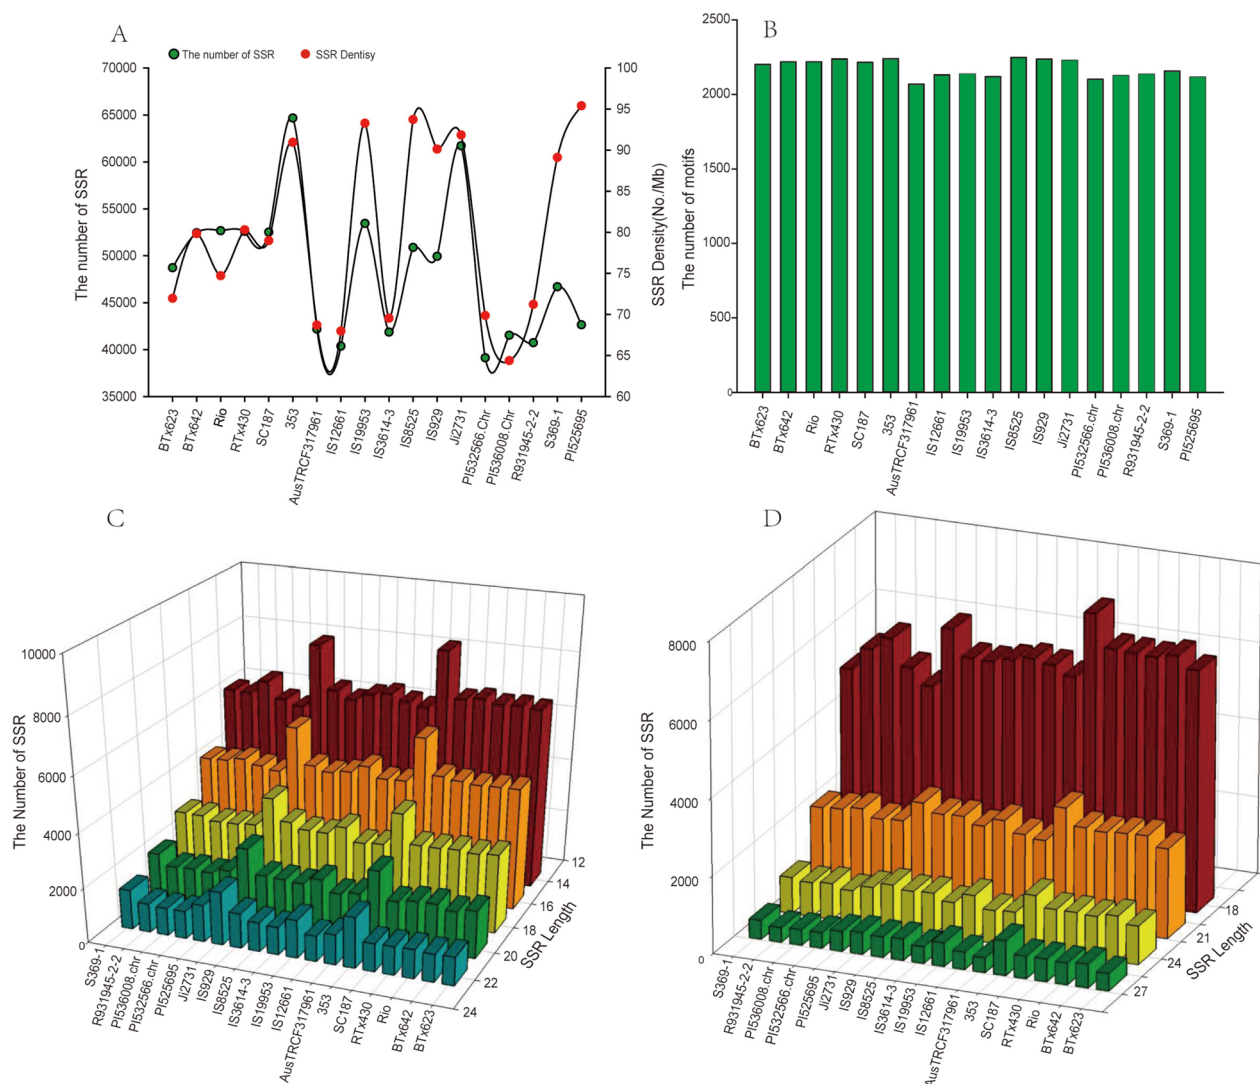 A
The number of SSR
SSR Dentisy
70000
65000
60000
55000
50000
45000
40000
35000
The number of SSR
100
95
90
85
80
75
70
65
60
SSR Density(No./Mb)
BTx623
BTx642
Rio
RTx430
SC187
353
AusTRCF317961
IS12661
IS19953
IS3614-3
IS8525
IS929
Ji2731
PI532566.Chr
PI536008.Chr
R931945-2-2
S369-1
PI525695
B
2500
2000
1500
1000
500
0
The number of motifs
BTx623
BTx642
Rio
RTx430
SC187
353
AusTRCF317961
IS12661
IS19953
IS3614-3
IS8525
IS929
Ji2731
PI532566.chr
PI536008.chr
R931945-2-2
S369-1
PI525695
C
10000
8000
6000
4000
2000
0
The Number of SSR
S369-1
R931945-2-2
PI536008.chr
PI532566.chr
PI525695
Ji2731
IS929
IS8525
IS3614-3
IS19953
IS12661
AusTRCF317961
353
SC187
RTx430
Rio
BTx642
BTx623
12
14
16
18
20
22
24
SSR Length
D
8000
6000
4000
2000
0
The Number of SSR
S369-1
R931945-2-2
PI536008.chr
PI532566.chr
PI525695
Ji2731
IS929
IS8525
IS3614-3
IS19953
IS12661
AusTRCF317961
353
SC187
RTx430
Rio
BTx642
BTx623
18
21
24
27
SSR Length